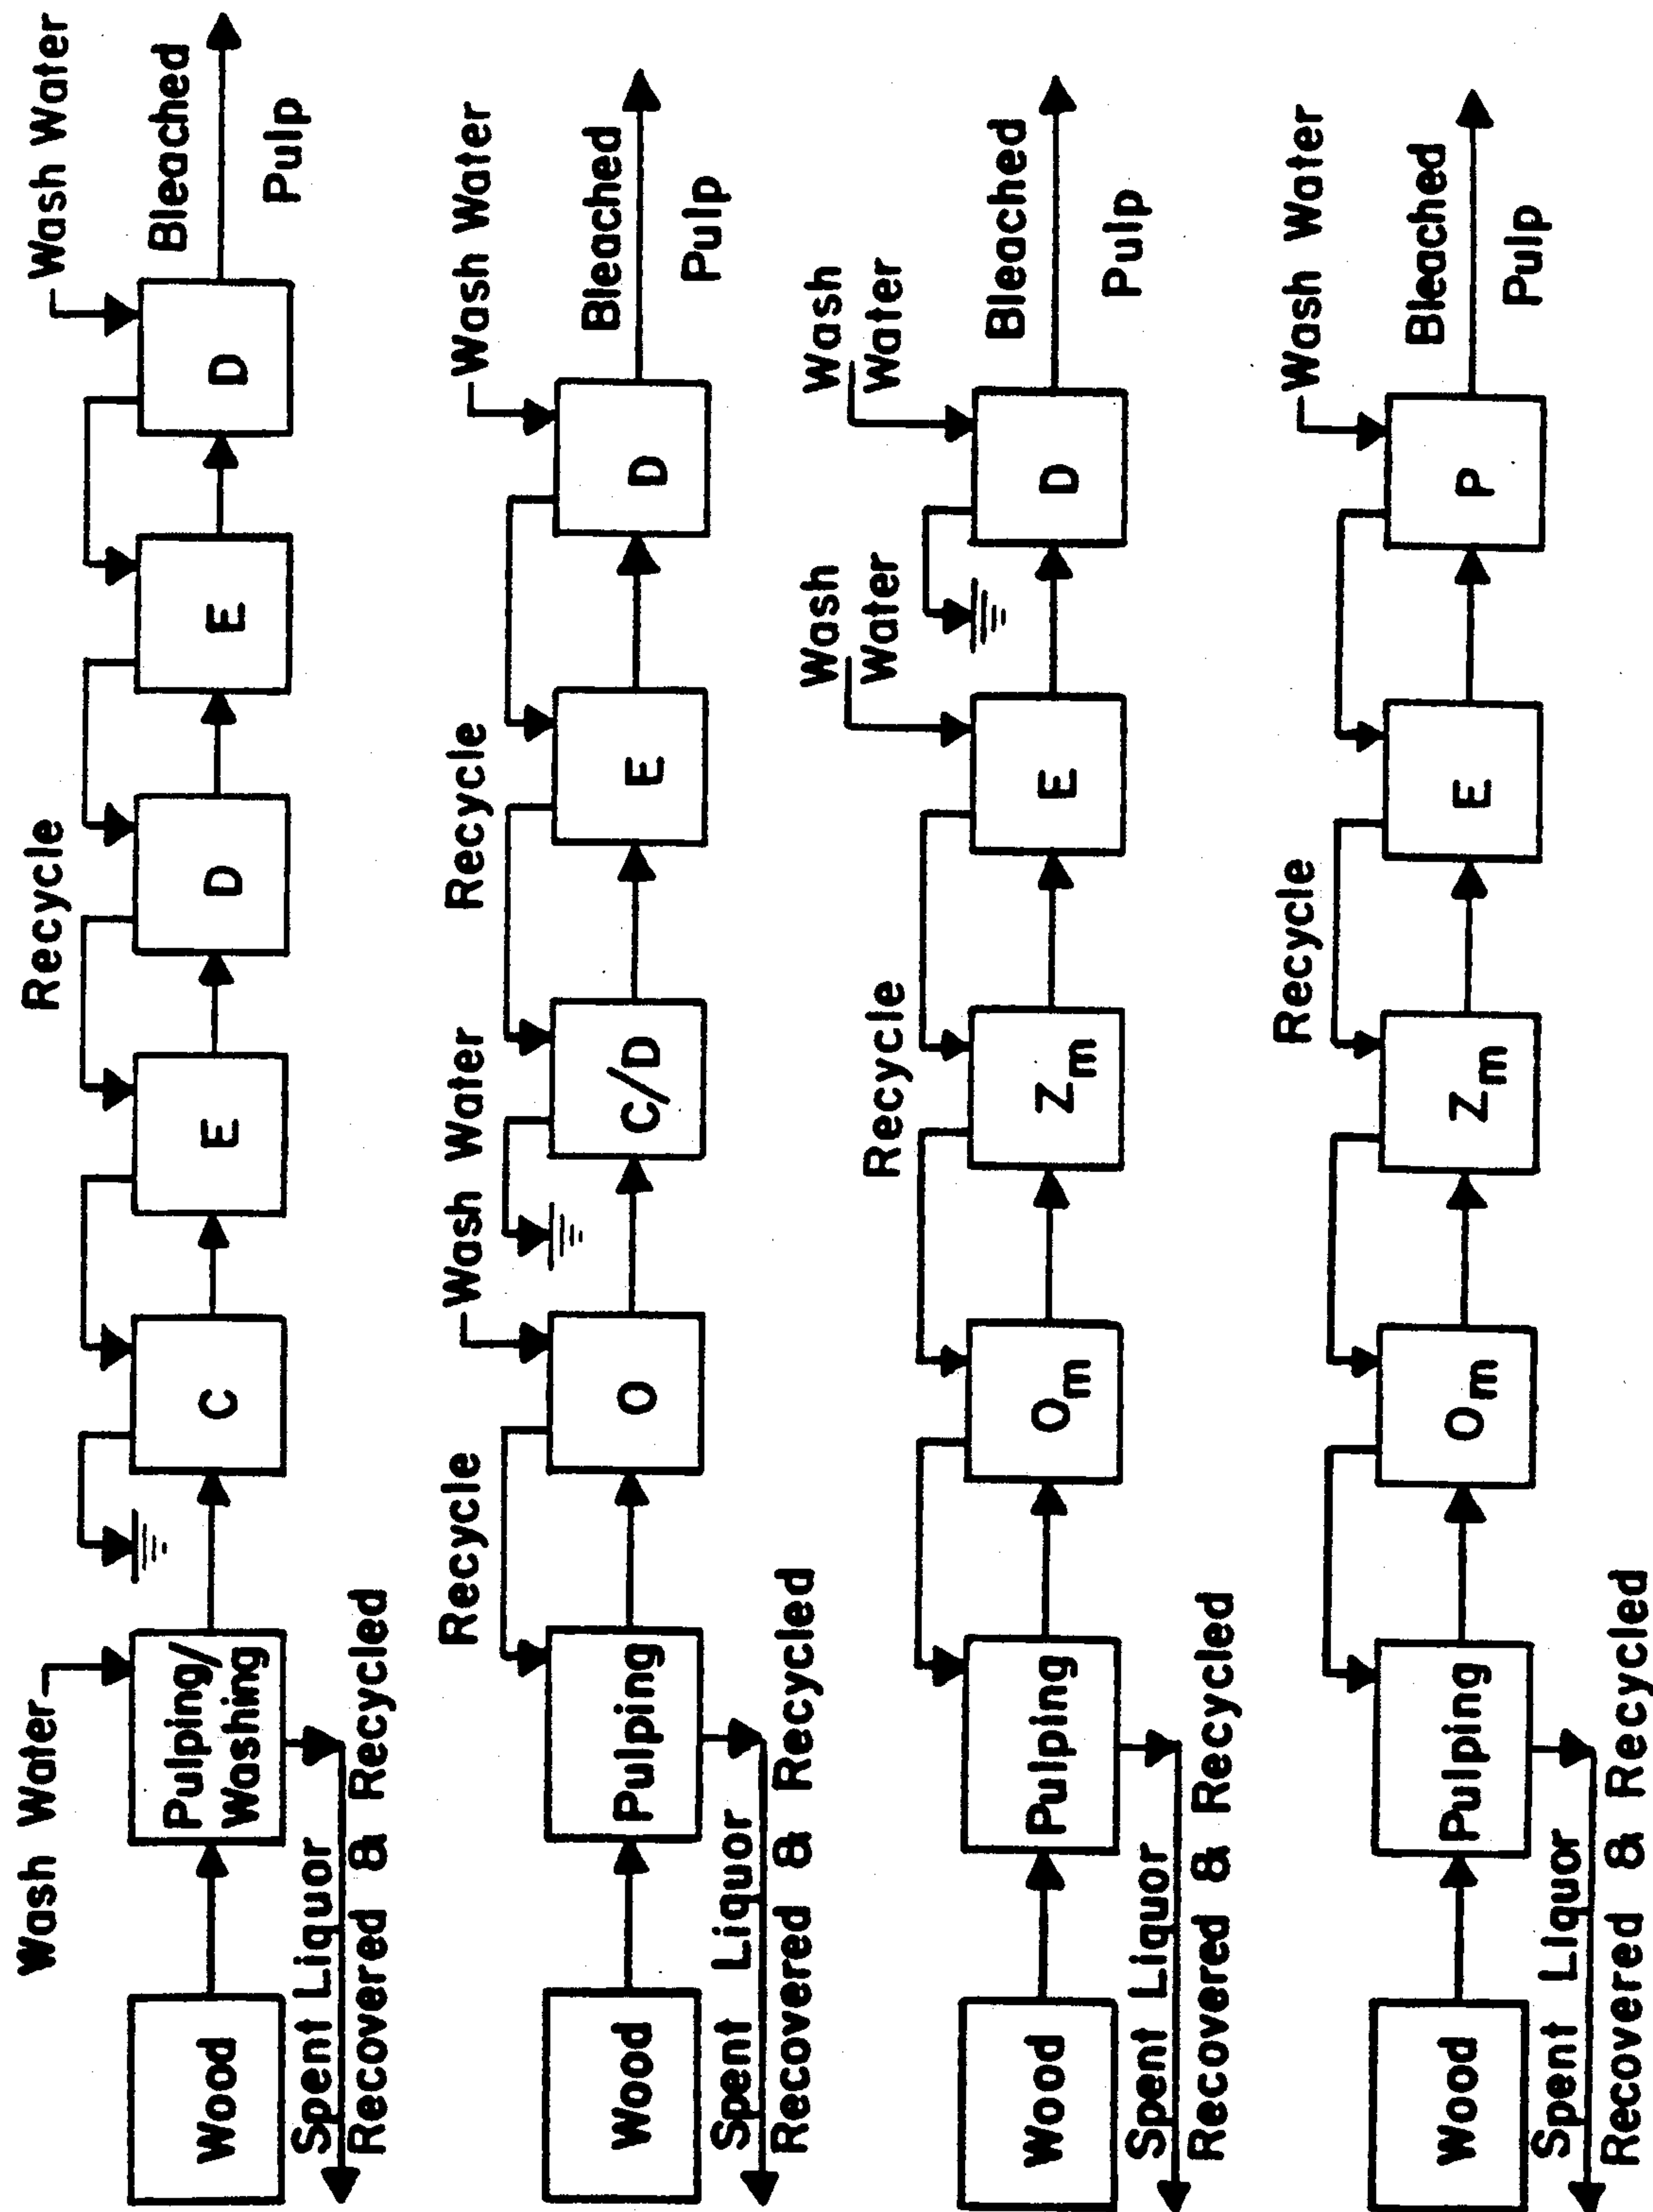 Wash Water
Wood
Pulping/
Washing
C
E
Recycle
D
E
D
Wash Water
Bleached
Pulp
Spent Liquor
Recovered & Recycled
Wood
Pulping
Recycle
O
Wash Water
C/D
Recycle
E
D
Wash Water
Bleached
Pulp
Spent Liquor
Recovered & Recycled
Wood
Pulping
Om
Recycle
Zm
E
Wash
Water
D
Wash
Water
Bleached
Pulp
Spent Liquor
Recovered & Recycled
Wood
Pulping
Om
Zm
Recycle
E
P
Wash Water
Bleached
Pulp
Spent Liquor
Recovered & Recycled